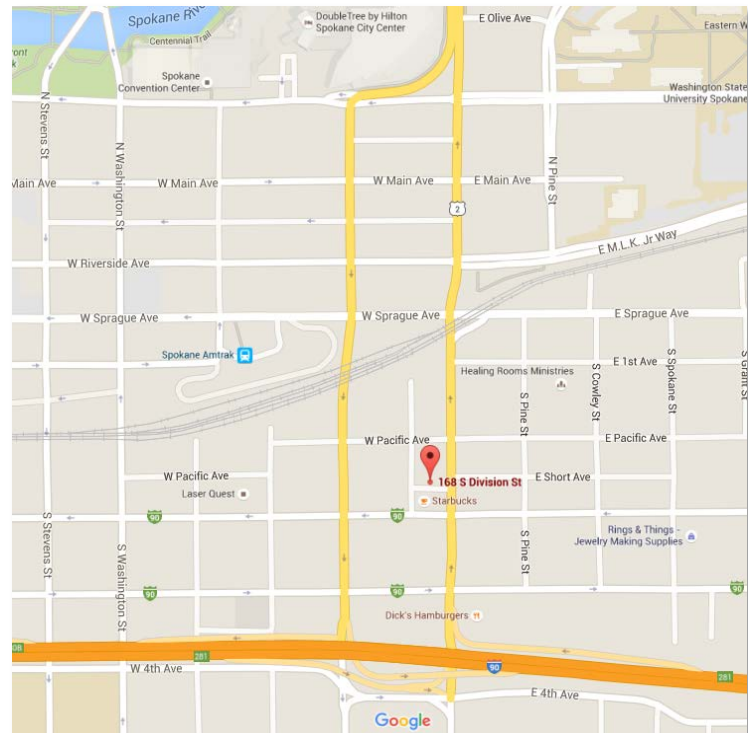 Spokane River
DoubleTree by Hilton
Spokane City Center
E Olive Ave
Eastern W
Centennial Trail
ont
k
Spokane
Convention Center
Washington State
University Spokane
N Stevens St
N Washington St
N Pine St
Main Ave
W Main Ave
W Main Ave
E Main Ave
2
E M.L.K. Jr Way
W Riverside Ave
W Sprague Ave
W Sprague Ave
E Sprague Ave
Spokane Amtrak
E 1st Ave
Healing Rooms Ministries
S Pine St
S Cowley St
S Spokane St
S Grant St
W Pacific Ave
E Pacific Ave
W Pacific Ave
E Short Ave
168 S Division St
Laser Quest
Starbucks
90
90
90
S Stevens St
S Washington St
S Pine St
Rings & Things -
Jewelry Making Supplies
90
90
90
Dick's Hamburgers
281
90
281
W 4th Ave
E 4th Ave
Google